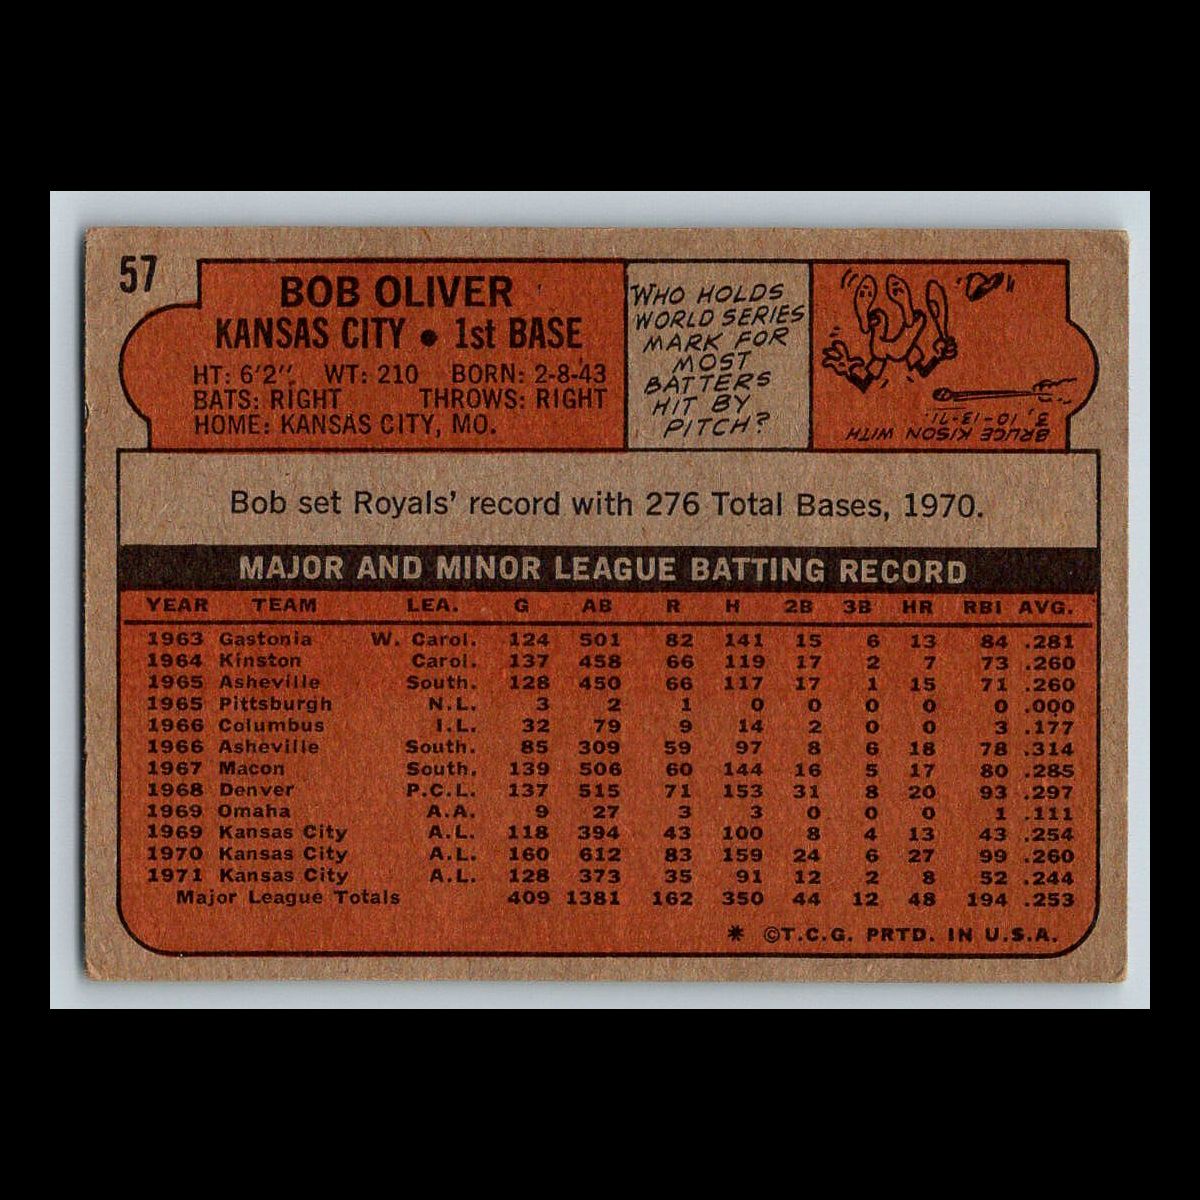 57
BOB OLIVER
KANSAS CITY • 1st BASE
HT: 6'2" WT: 210 BORN: 2-8-43
BATS: RIGHT THROWS: RIGHT
HOME: KANSAS CITY, MO.
WHO HOLDS
WORLD SERIES
MARK FOR
MOST
BATTERS
HIT BY
PITCH?
BRUCE KISON WITH
3, 10-13-71.
Bob set Royals' record with 276 Total Bases, 1970.
MAJOR AND MINOR LEAGUE BATTING RECORD
YEAR TEAM LEA. G AB R H 2B 3B HR RBI AVG.
1963 Gastonia W. Carol. 124 501 82 141 15 6 13 84 .281
1964 Kinston Carol. 137 458 66 119 17 2 7 73 .260
1965 Asheville South. 128 450 66 117 17 1 15 71 .260
1965 Pittsburgh N.L. 3 2 1 0 0 0 0 0 .000
1966 Columbus I.L. 32 79 9 14 2 0 0 3 .177
1966 Asheville South. 85 309 59 97 8 6 18 78 .314
1967 Macon South. 139 506 60 144 16 5 17 80 .285
1968 Denver P.C.L. 137 515 71 153 31 8 20 93 .297
1969 Omaha A.A. 9 27 3 3 0 0 0 1 .111
1969 Kansas City A.L. 118 394 43 100 8 4 13 43 .254
1970 Kansas City A.L. 160 612 83 159 24 6 27 99 .260
1971 Kansas City A.L. 128 373 35 91 12 2 8 52 .244
Major League Totals 409 1381 162 350 44 12 48 194 .253
* ©T.C.G. PRTD. IN U.S.A.